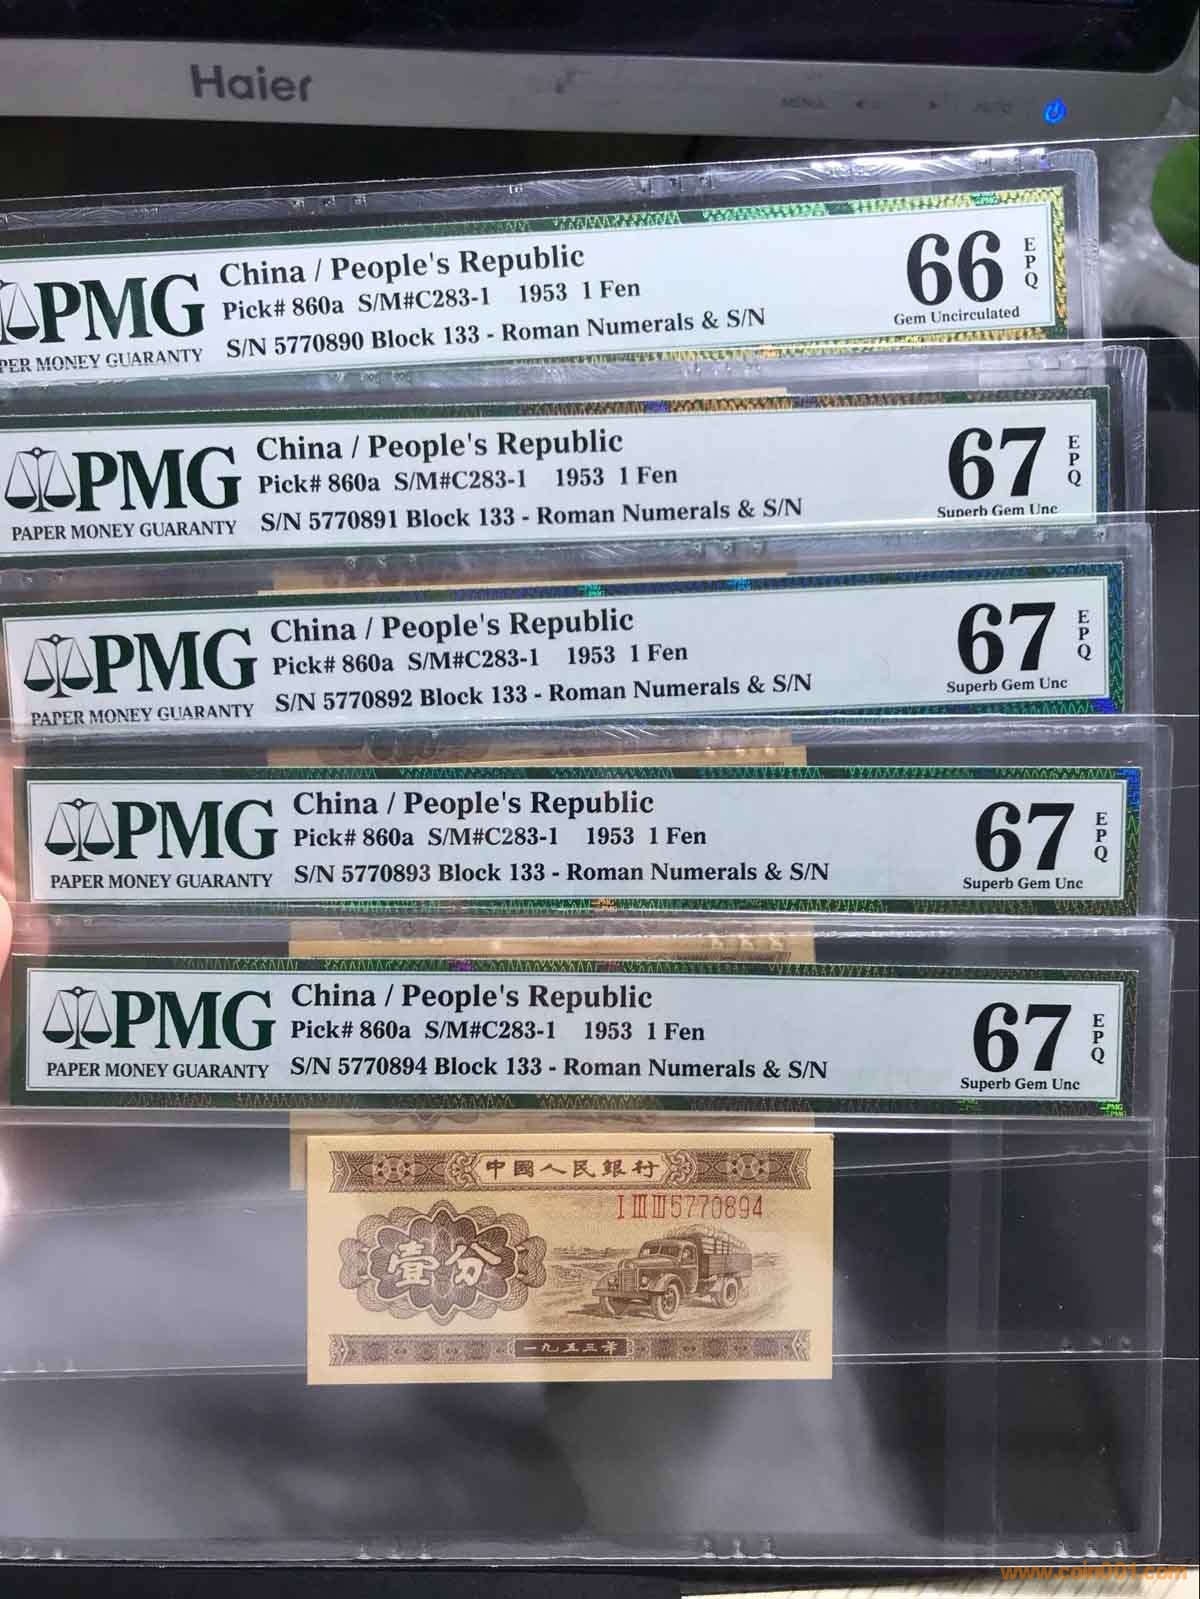 Haier
MENU
AUTO
PMG
PER MONEY GUARANTY
China / People's Republic
Pick# 860a S/M#C283-1 1953 1 Fen
S/N 5770890 Block 133 - Roman Numerals & S/N
66
EPQ
Gem Uncirculated
PMG
PAPER MONEY GUARANTY
China / People's Republic
Pick# 860a S/M#C283-1 1953 1 Fen
S/N 5770891 Block 133 - Roman Numerals & S/N
67
EPQ
Superb Gem Unc
PMG
PAPER MONEY GUARANTY
China / People's Republic
Pick# 860a S/M#C283-1 1953 1 Fen
S/N 5770892 Block 133 - Roman Numerals & S/N
67
EPQ
Superb Gem Unc
PMG
PAPER MONEY GUARANTY
China / People's Republic
Pick# 860a S/M#C283-1 1953 1 Fen
S/N 5770893 Block 133 - Roman Numerals & S/N
67
EPQ
Superb Gem Unc
PMG
PAPER MONEY GUARANTY
China / People's Republic
Pick# 860a S/M#C283-1 1953 1 Fen
S/N 5770894 Block 133 - Roman Numerals & S/N
67
EPQ
Superb Gem Unc
中國人民銀行
I III III 5770894
壹分
一九五三年
www.coin001.com